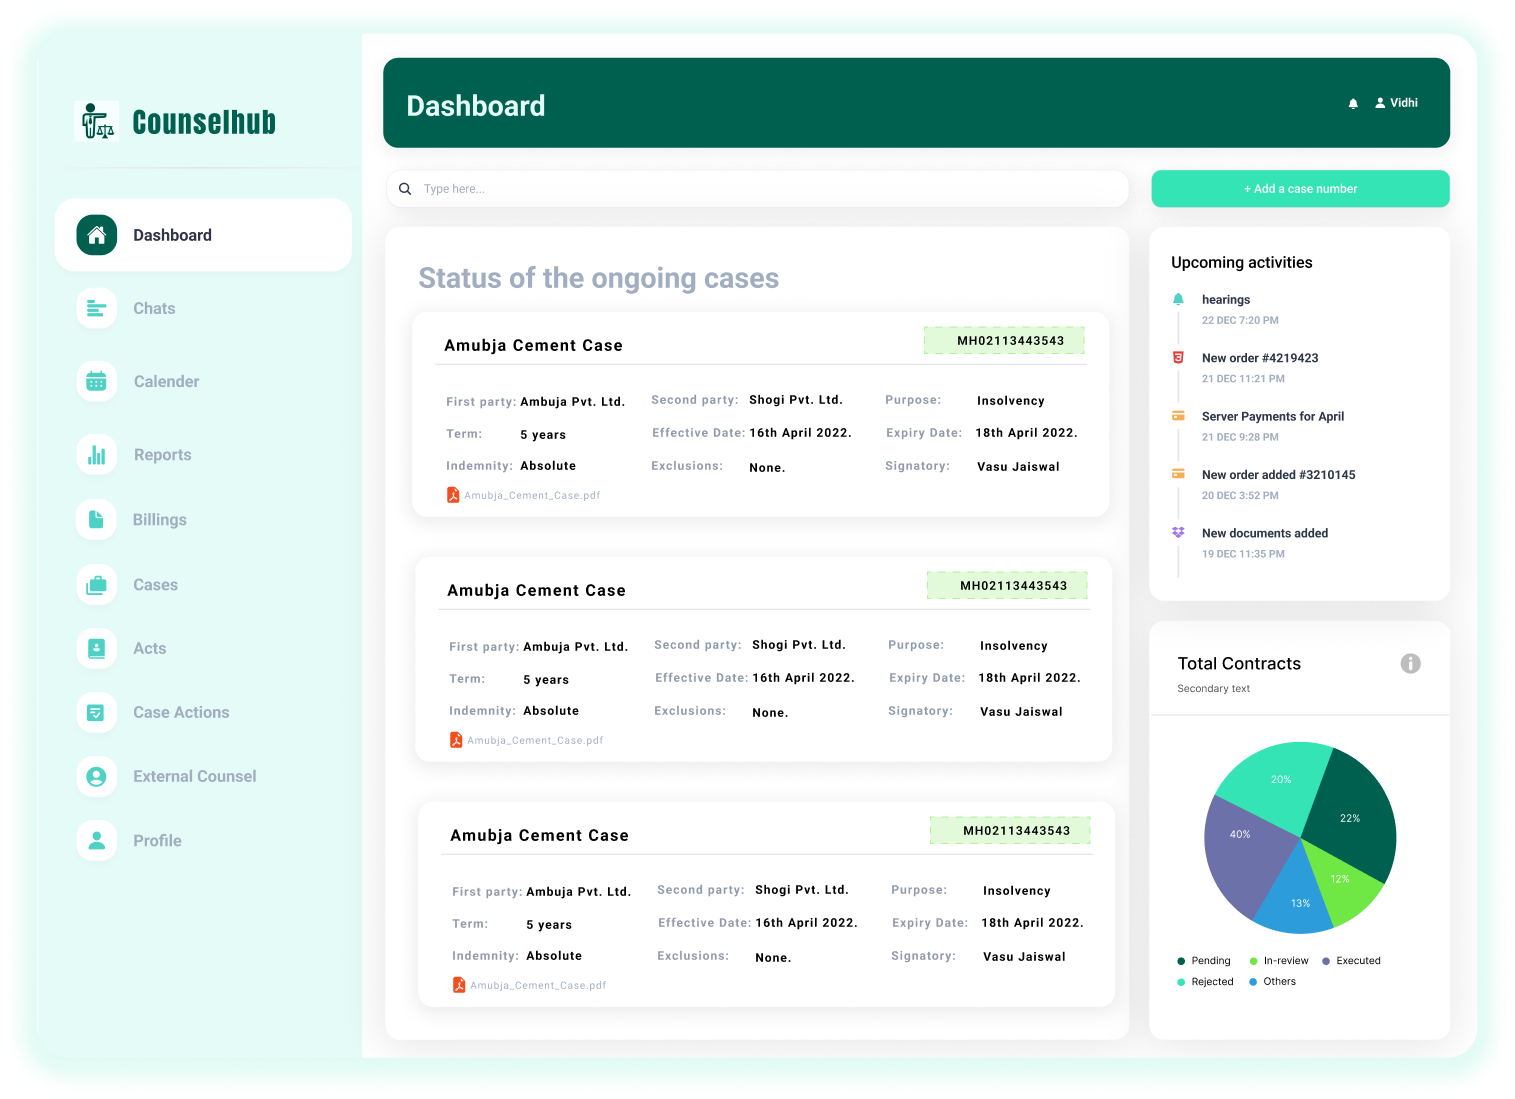 Counselhub
Dashboard
Chats
Calender
Reports
Billings
Cases
Acts
Case Actions
External Counsel
Profile
Dashboard
Vidhi
Type here...
+ Add a case number
Status of the ongoing cases
Amubja Cement Case
MH02113443543
First party: Ambuja Pvt. Ltd. Second party: Shogi Pvt. Ltd. Purpose: Insolvency
Term: 5 years Effective Date: 16th April 2022. Expiry Date: 18th April 2022.
Indemnity: Absolute Exclusions: None. Signatory: Vasu Jaiswal
Amubja_Cement_Case.pdf
Amubja Cement Case
MH02113443543
First party: Ambuja Pvt. Ltd. Second party: Shogi Pvt. Ltd. Purpose: Insolvency
Term: 5 years Effective Date: 16th April 2022. Expiry Date: 18th April 2022.
Indemnity: Absolute Exclusions: None. Signatory: Vasu Jaiswal
Amubja_Cement_Case.pdf
Amubja Cement Case
MH02113443543
First party: Ambuja Pvt. Ltd. Second party: Shogi Pvt. Ltd. Purpose: Insolvency
Term: 5 years Effective Date: 16th April 2022. Expiry Date: 18th April 2022.
Indemnity: Absolute Exclusions: None. Signatory: Vasu Jaiswal
Amubja_Cement_Case.pdf
Upcoming activities
hearings
22 DEC 7:20 PM
New order #4219423
21 DEC 11:21 PM
Server Payments for April
21 DEC 9:28 PM
New order added #3210145
20 DEC 3:52 PM
New documents added
19 DEC 11:35 PM
Total Contracts
Secondary text
20%
22%
40%
12%
13%
Pending In-review Executed
Rejected Others